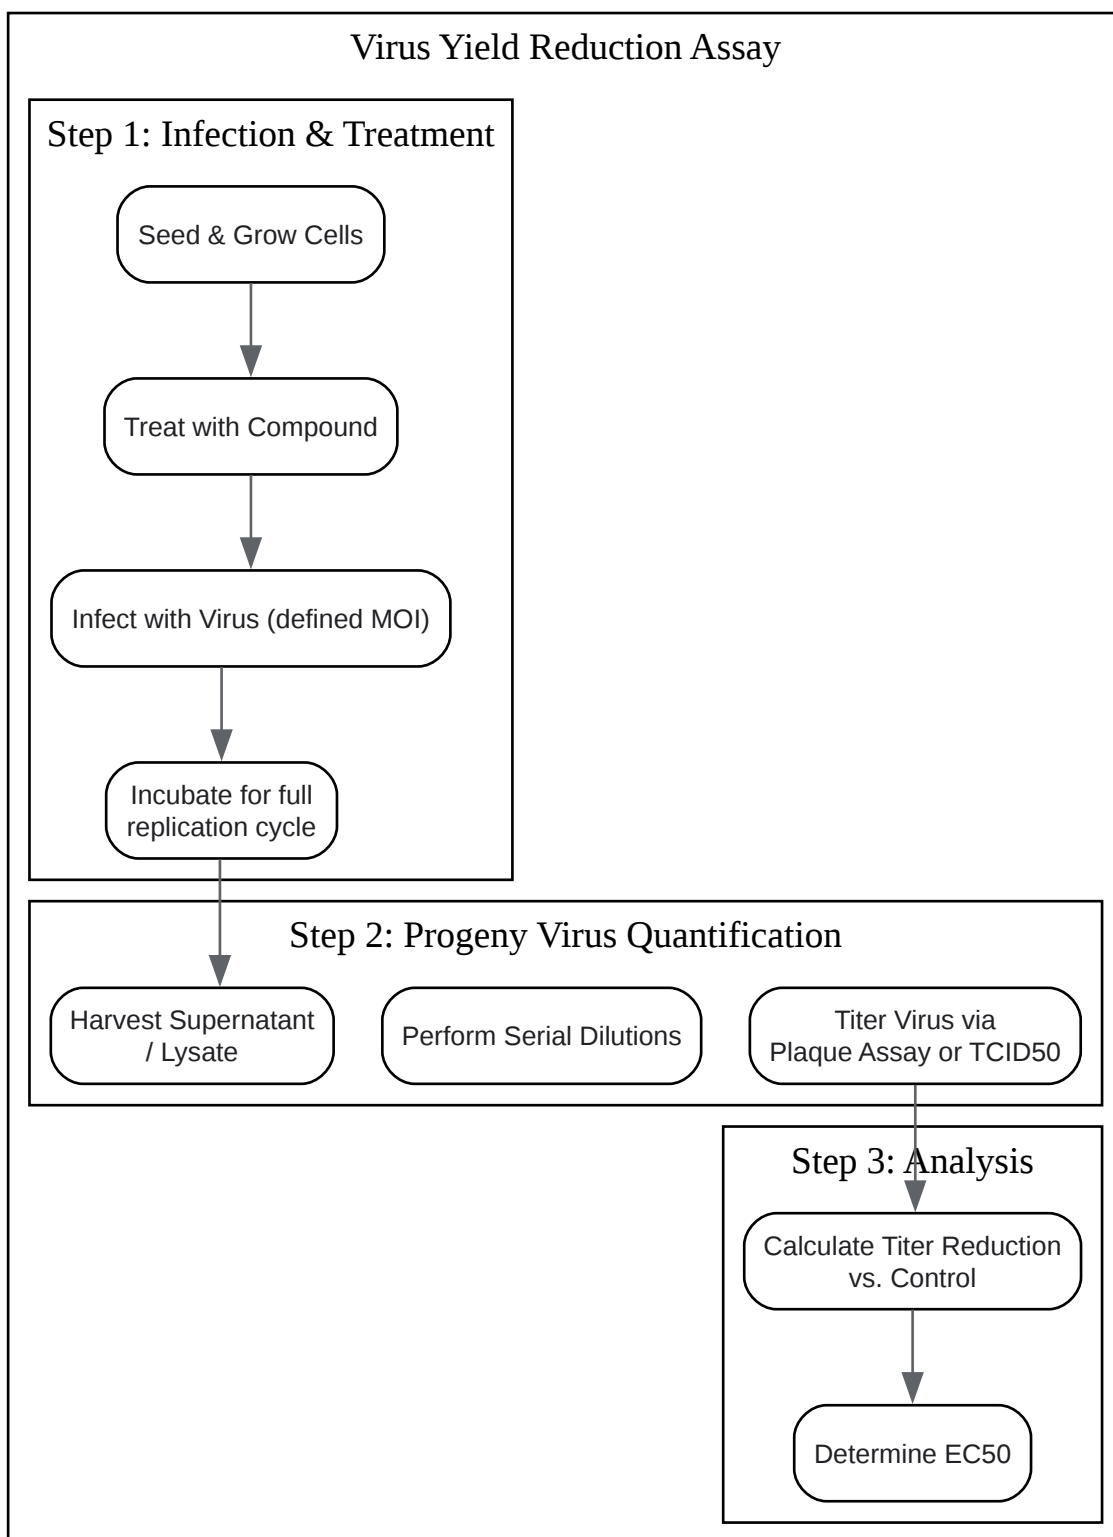 Virus Yield Reduction Assay
Step 1: Infection & Treatment
Seed & Grow Cells
Treat with Compound
Infect with Virus (defined MOI)
Incubate for full
replication cycle
Step 2: Progeny Virus Quantification
Harvest Supernatant
/ Lysate
Perform Serial Dilutions
Titer Virus via
Plaque Assay or TCID50
Step 3: Analysis
Calculate Titer Reduction
vs. Control
Determine EC50